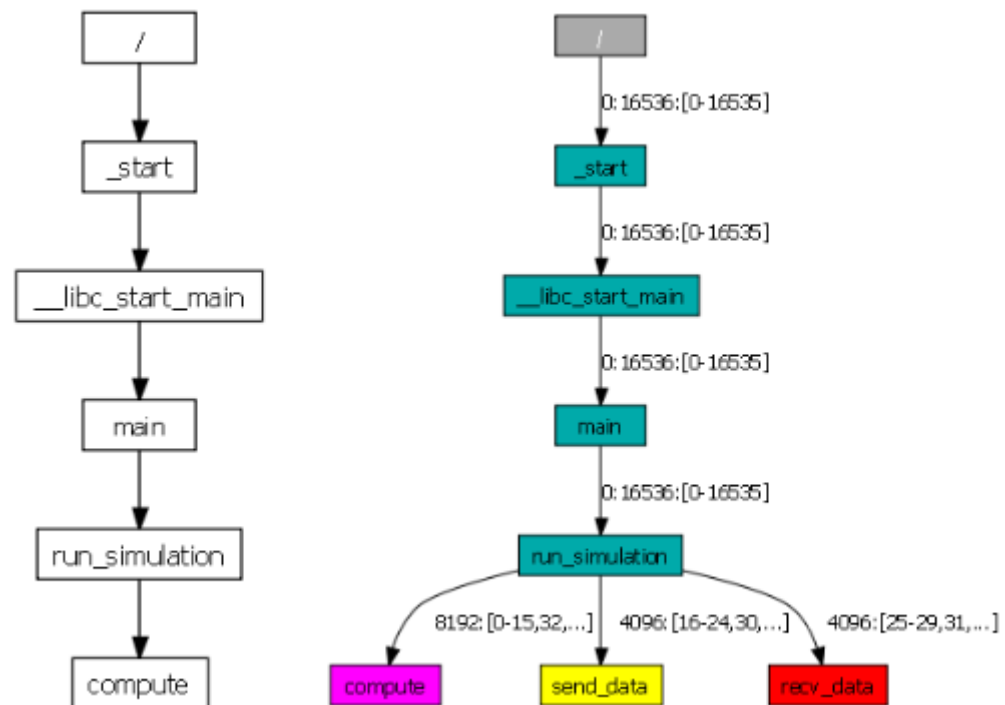 /
_start
__libc_start_main
main
run_simulation
compute
/
0:16536:[0-16535]
_start
0:16536:[0-16535]
__libc_start_main
0:16536:[0-16535]
main
0:16536:[0-16535]
run_simulation
8192:[0-15,32,...]
4096:[16-24,30,...]
4096:[25-29,31,...]
compute
send_data
recv_data